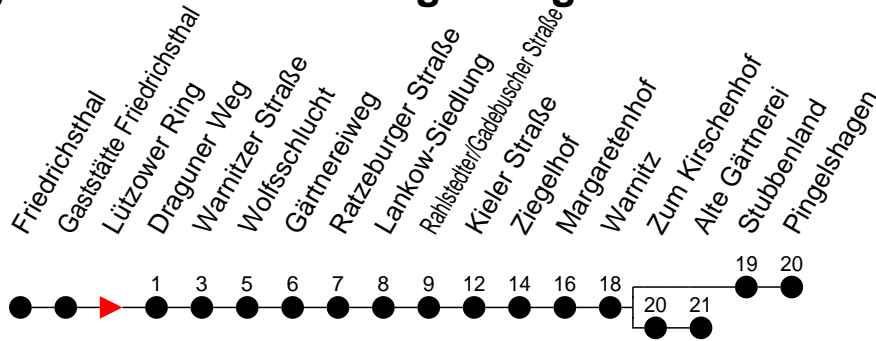 Friedrichsthal
Gaststätte Friedrichsthal
Lützower Ring
Draguner Weg
Warnitzer Straße
Wolfsschlucht
Gärtnereiweg
Ratzeburger Straße
Lankow-Siedlung
Rahlstedter/Gadebuscher Straße
Kieler Straße
Ziegelhof
Margaretenhof
Warnitz
Zum Kirschenhof
Alte Gärtnerei
Stubbenland
Pingelshagen
19 20
1 3 5 6 7 8 9 12 14 16 18
20 21